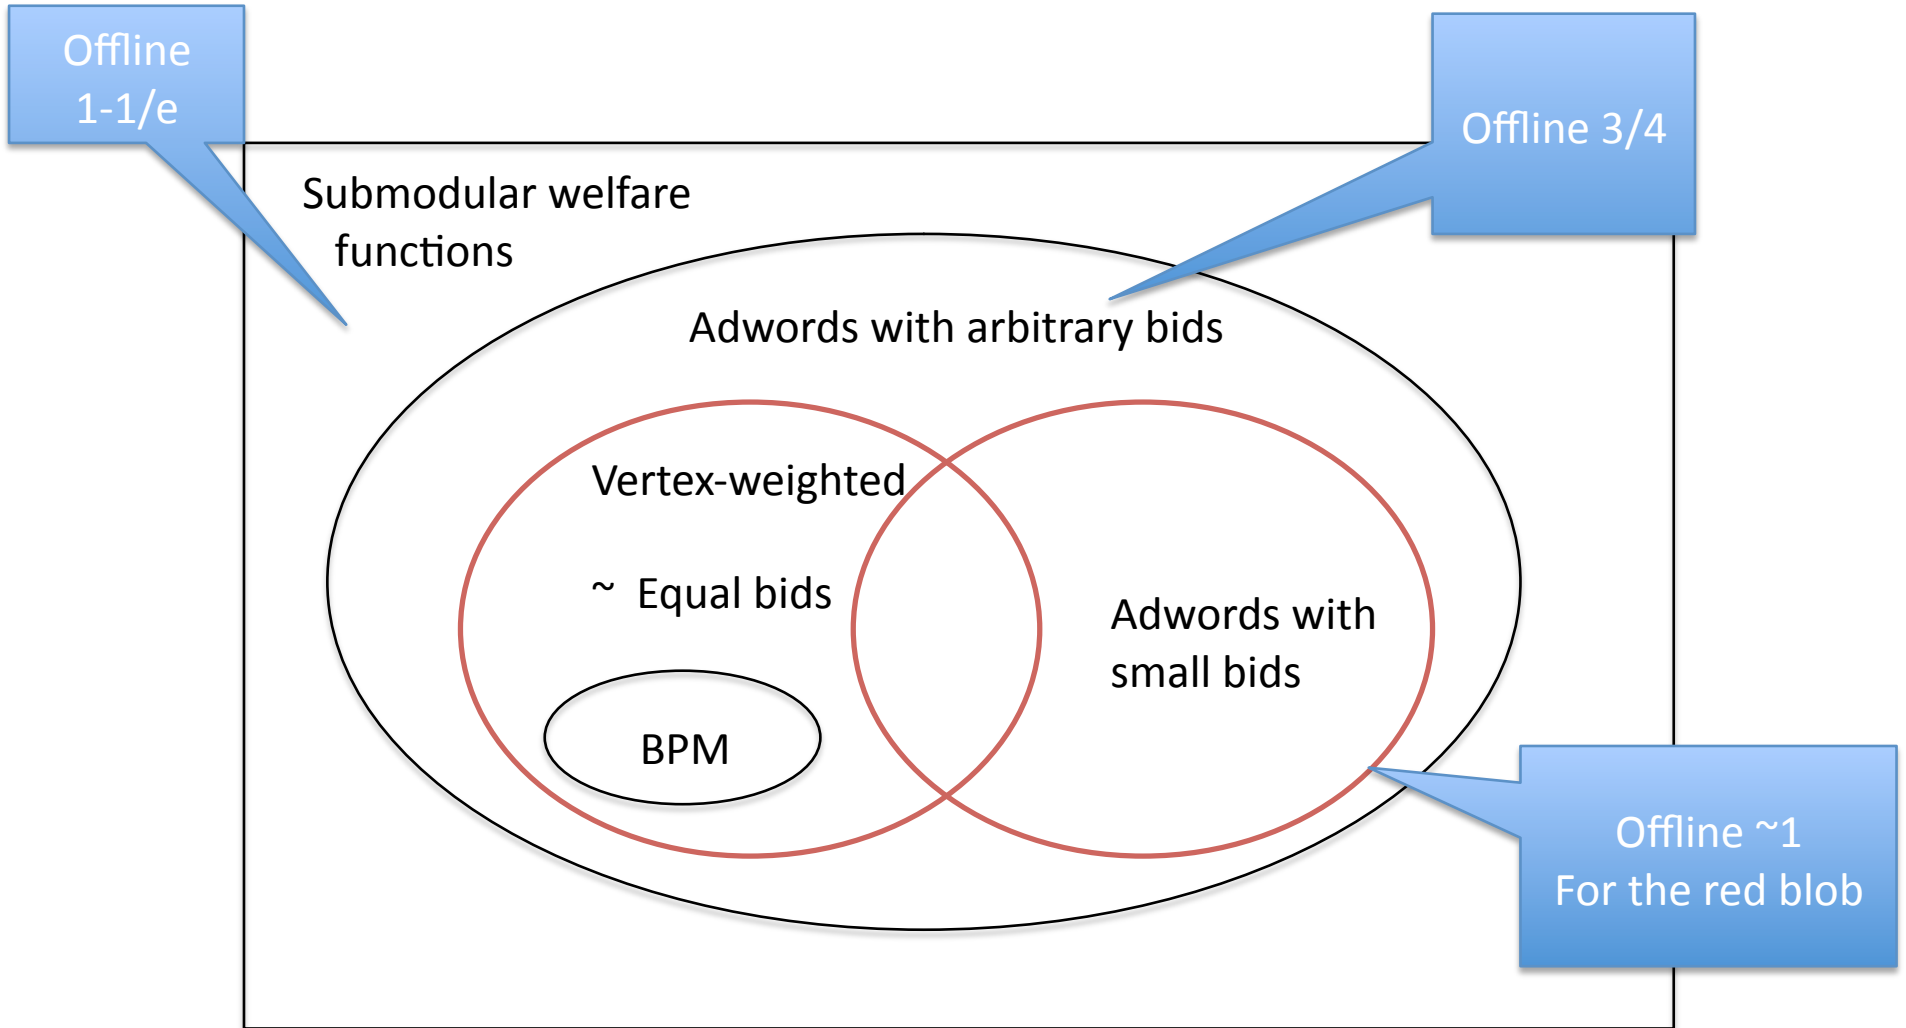 Offline
1-1/e
Offline 3/4
Submodular welfare
functions
Adwords with arbitrary bids
Vertex-weighted
~ Equal bids
Adwords with
small bids
BPM
Offline ~1
For the red blob